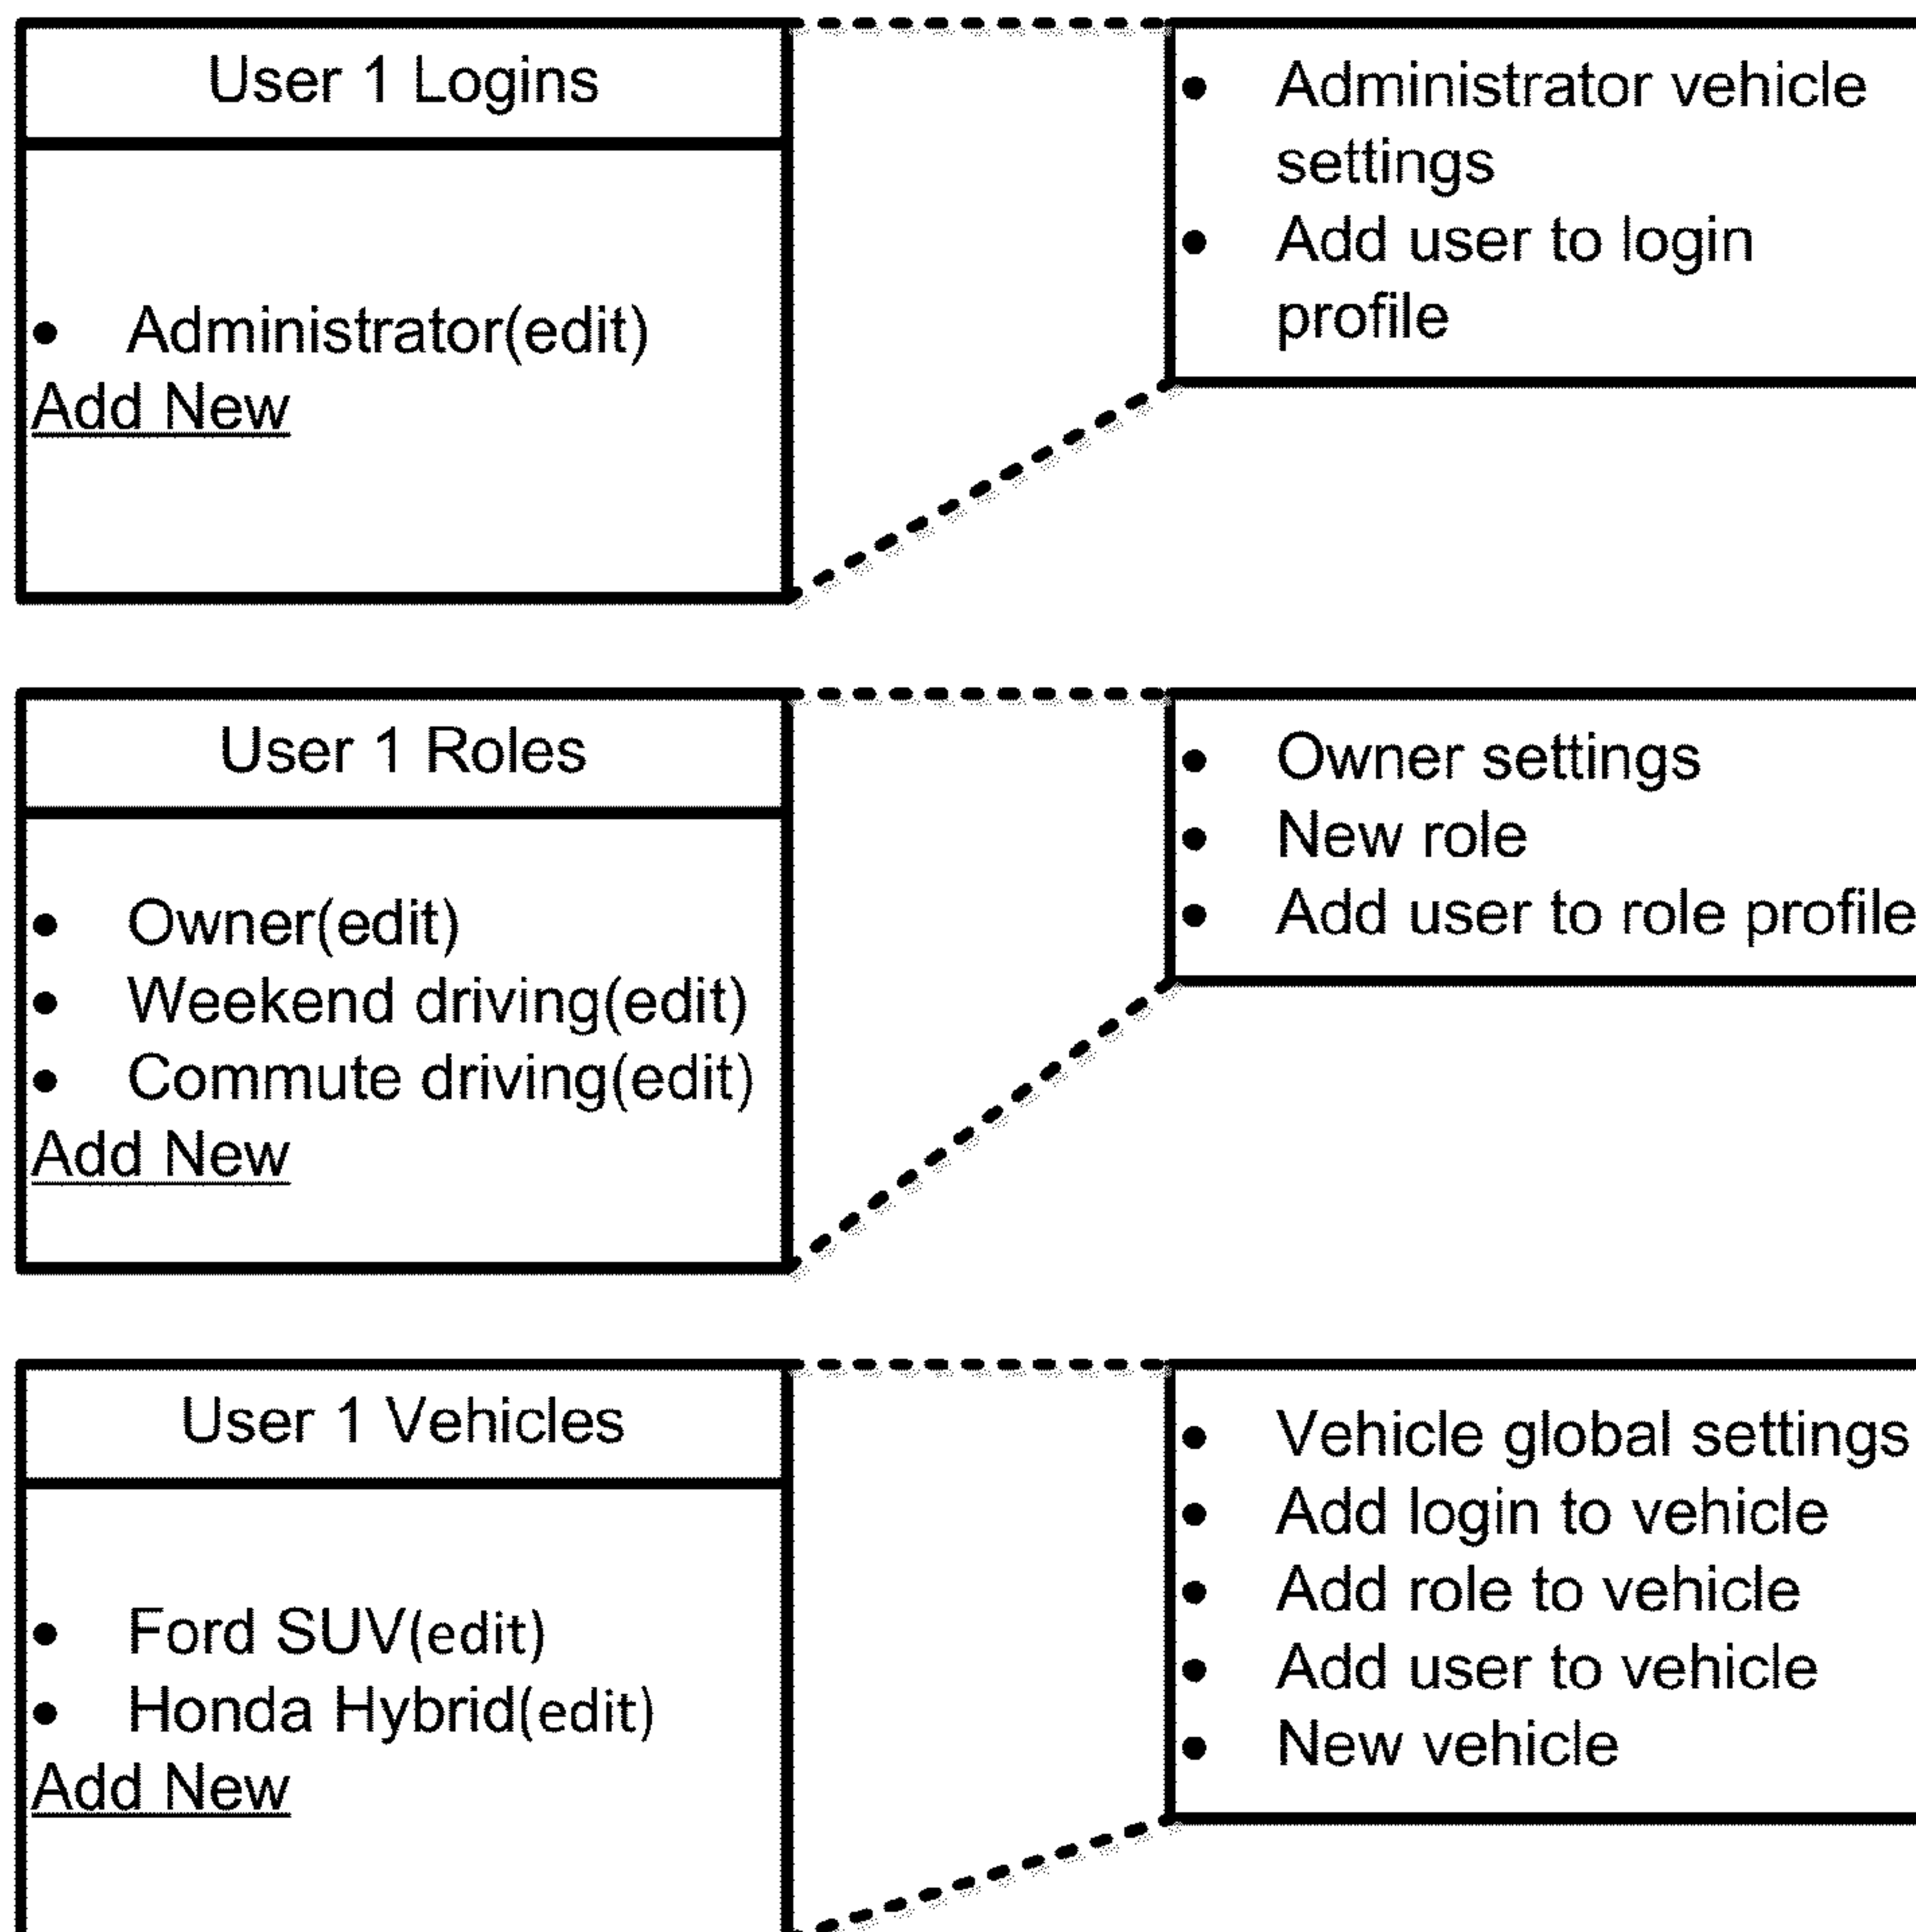 User 1 Logins
• Administrator(edit)
Add New
• Administrator vehicle
settings
• Add user to login
profile
User 1 Roles
• Owner(edit)
• Weekend driving(edit)
• Commute driving(edit)
Add New
• Owner settings
• New role
• Add user to role profile
User 1 Vehicles
• Ford SUV(edit)
• Honda Hybrid(edit)
Add New
• Vehicle global settings
• Add login to vehicle
• Add role to vehicle
• Add user to vehicle
• New vehicle